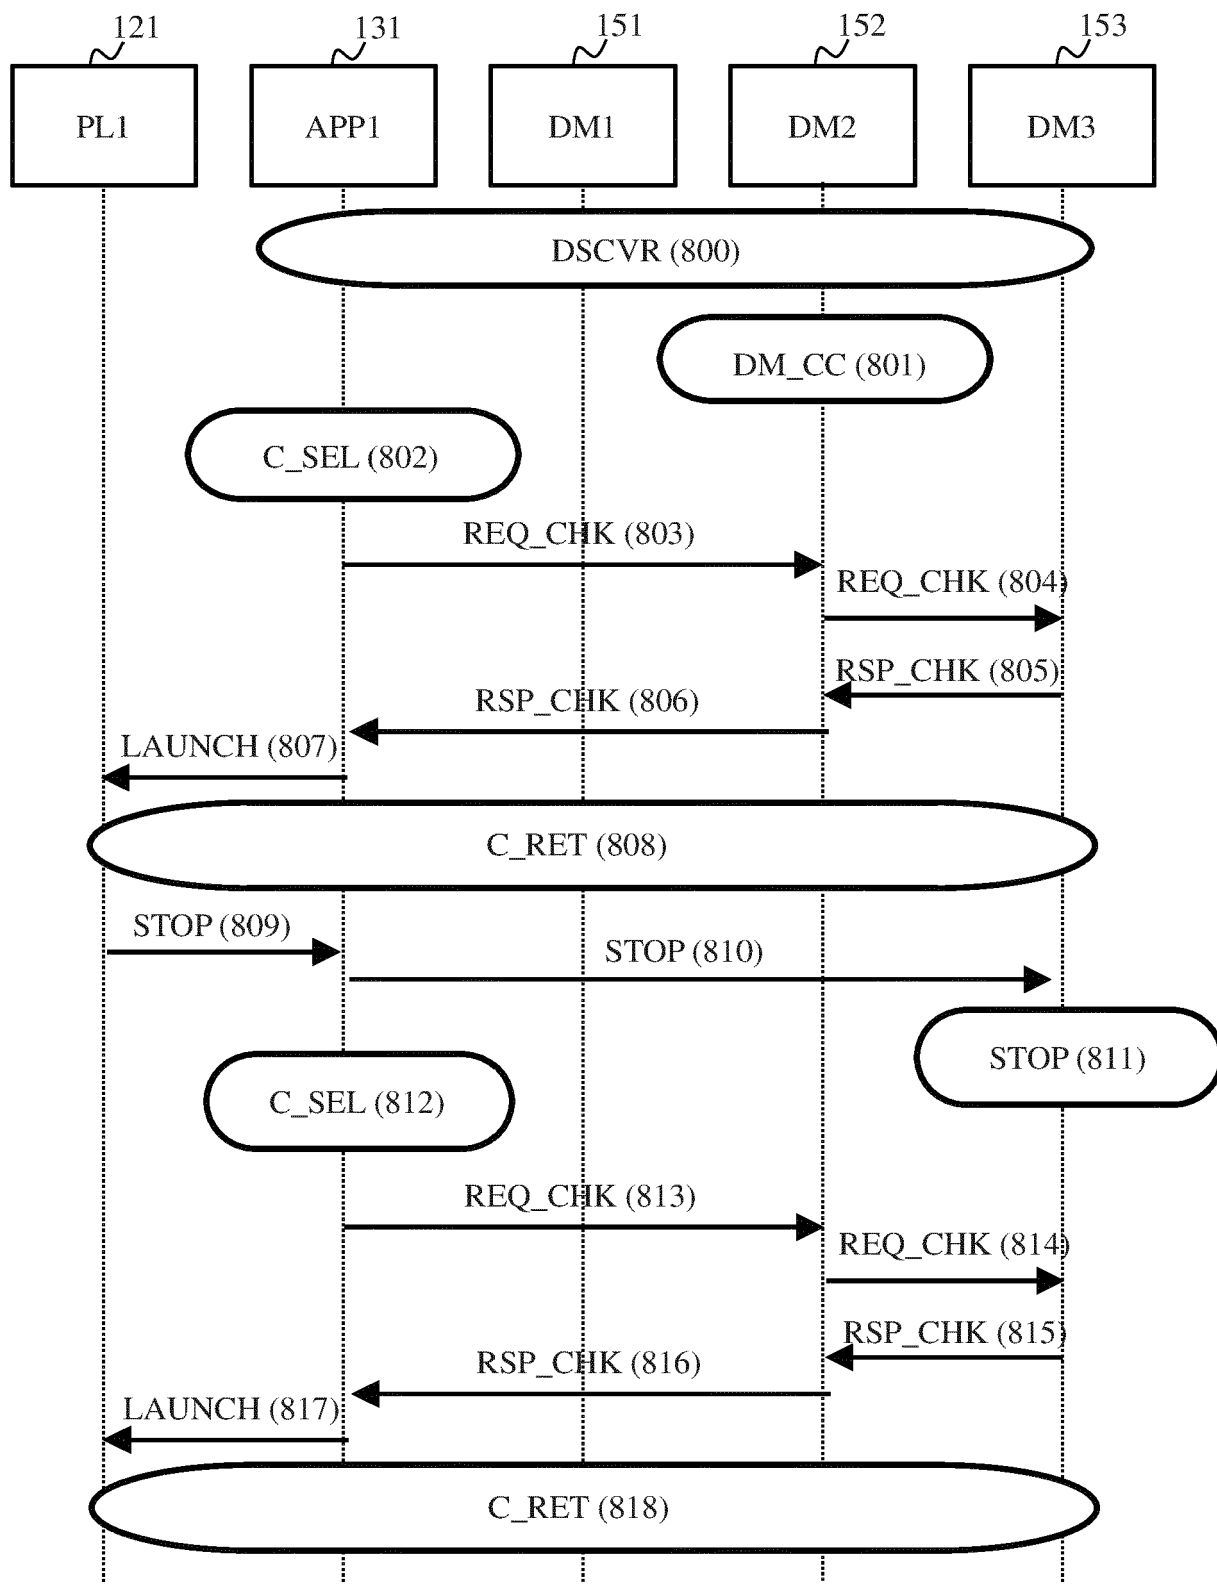 121 131 151 152 153
PL1 APP1 DM1 DM2 DM3
DSCVR (800)
DM_CC (801)
C_SEL (802)
REQ_CHK (803)
REQ_CHK (804)
RSP_CHK (805)
RSP_CHK (806)
LAUNCH (807)
C_RET (808)
STOP (809)
STOP (810)
STOP (811)
C_SEL (812)
REQ_CHK (813)
REQ_CHK (814)
RSP_CHK (815)
RSP_CHK (816)
LAUNCH (817)
C_RET (818)